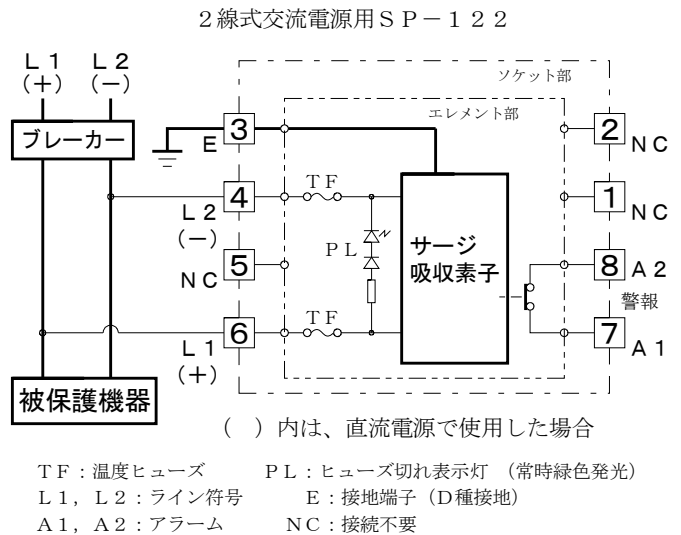 2線式交流電源用SP-122
L1 L2
(+) (-)
ソケット部
エレメント部
ブレーカー
3
E
2
NC
TF
4
L2
(-)
1
NC
PL
サージ
吸収素子
5
NC
8
A2
警報
TF
6
L1
(+)
7
A1
被保護機器
( )内は、直流電源で使用した場合
TF:温度ヒューズ PL:ヒューズ切れ表示灯 (常時緑色発光)
L1,L2:ライン符号 E:接地端子(D種接地)
A1,A2:アラーム NC:接続不要